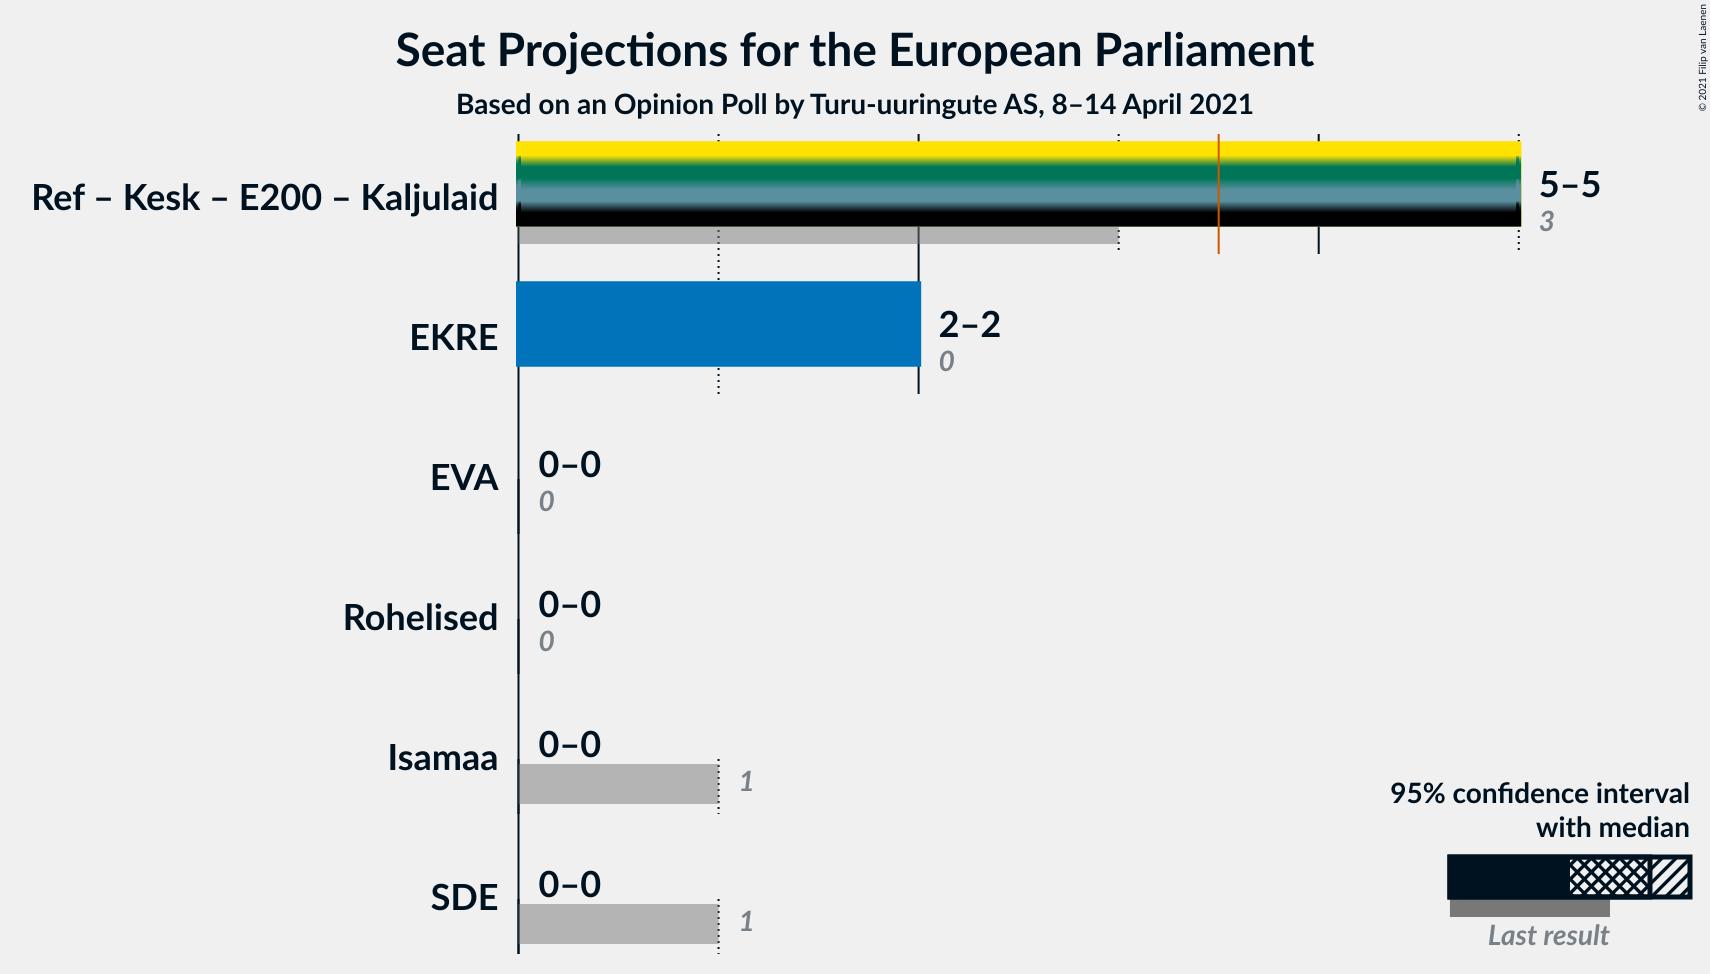 Seat Projections for the European Parliament
Based on an Opinion Poll by Turu-uuringute AS, 8–14 April 2021
© 2021 Filip van Laenen
Ref – Kesk – E200 – Kaljulaid
5–5
3
EKRE
2–2
0
EVA
0–0
0
Rohelised
0–0
0
Isamaa
0–0
1
SDE
0–0
1
95% confidence interval
with median
Last result